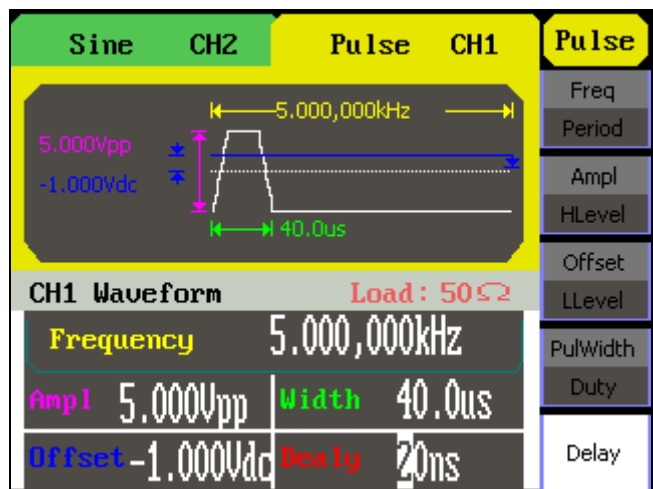 Sine CH2 Pulse CH1 Pulse
5.000,000kHz
5.000Vpp
-1.000Vdc
40.0us
CH1 Waveform Load: 50Ω
Frequency 5.000,000kHz
Ampl 5.000Vpp Width 40.0us
Offset -1.000Vdc Dealy 20ns
Freq
Period
Ampl
HLevel
Offset
LLevel
PulWidth
Duty
Delay